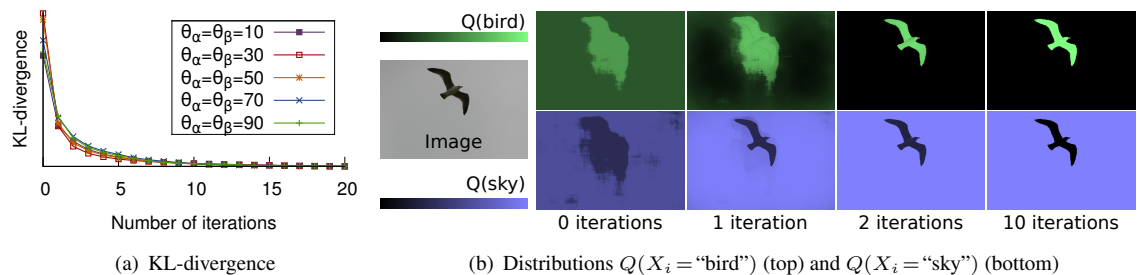 KL-divergence
θα=θβ=10
θα=θβ=30
θα=θβ=50
θα=θβ=70
θα=θβ=90
0 5 10 15 20
Number of iterations
(a) KL-divergence
Q(bird)
Image
Q(sky)
0 iterations 1 iteration 2 iterations 10 iterations
(b) Distributions Q(Xi=“bird”) (top) and Q(Xi=“sky”) (bottom)